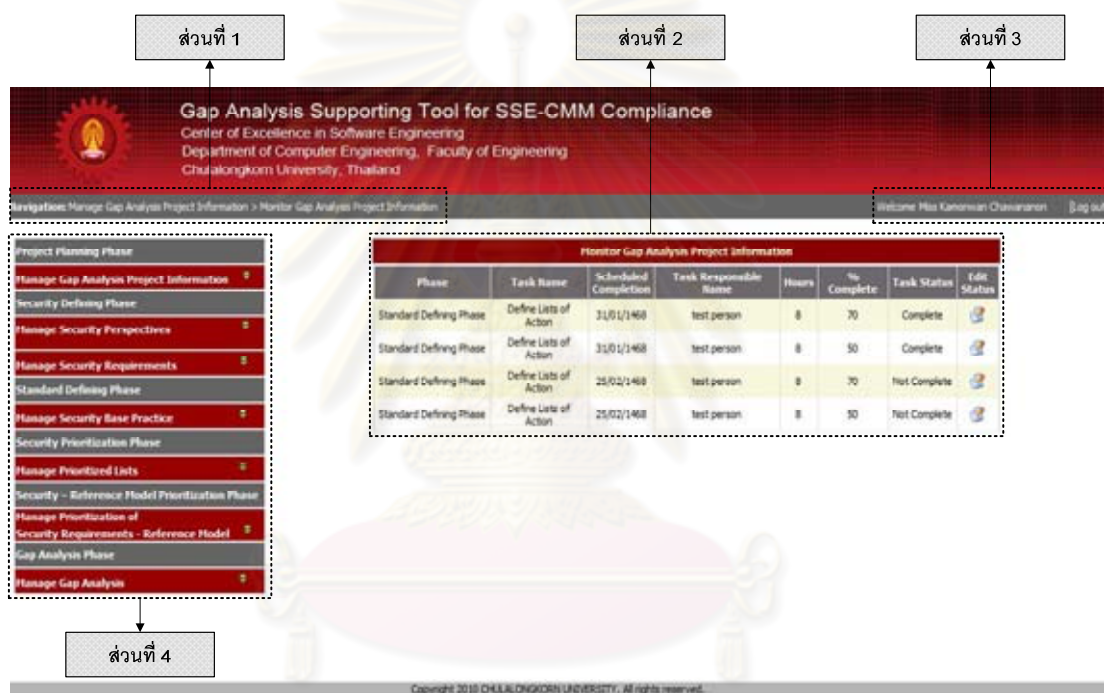 ส่วนที่ 1
ส่วนที่ 2
ส่วนที่ 3
Gap Analysis Supporting Tool for SSE-CMM Compliance
Center of Excellence in Software Engineering
Department of Computer Engineering, Faculty of Engineering
Chulalongkorn University, Thailand
Navigation: Manage Gap Analysis Project Information > Monitor Gap Analysis Project Information
Welcome Miss Kamonwan Chawananon [Log out
Project Planning Phase
Manage Gap Analysis Project Information
Security Defining Phase
Manage Security Perspectives
Manage Security Requirements
Standard Defining Phase
Manage Security Base Practice
Security Prioritization Phase
Manage Prioritized Lists
Security - Reference Model Prioritization Phase
Manage Prioritization of
Security Requirements - Reference Model
Gap Analysis Phase
Manage Gap Analysis
Monitor Gap Analysis Project Information
Phase Task Name Scheduled Completion Task Responsible Name Hours % Complete Task Status Edit Status
Standard Defining Phase Define Lists of Action 31/01/1468 test person 8 70 Complete
Standard Defining Phase Define Lists of Action 31/01/1468 test person 8 50 Complete
Standard Defining Phase Define Lists of Action 25/02/1468 test person 8 70 Not Complete
Standard Defining Phase Define Lists of Action 25/02/1468 test person 8 50 Not Complete
ส่วนที่ 4
Copyright 2010 CHULALONGKORN UNIVERSITY. All rights reserved.